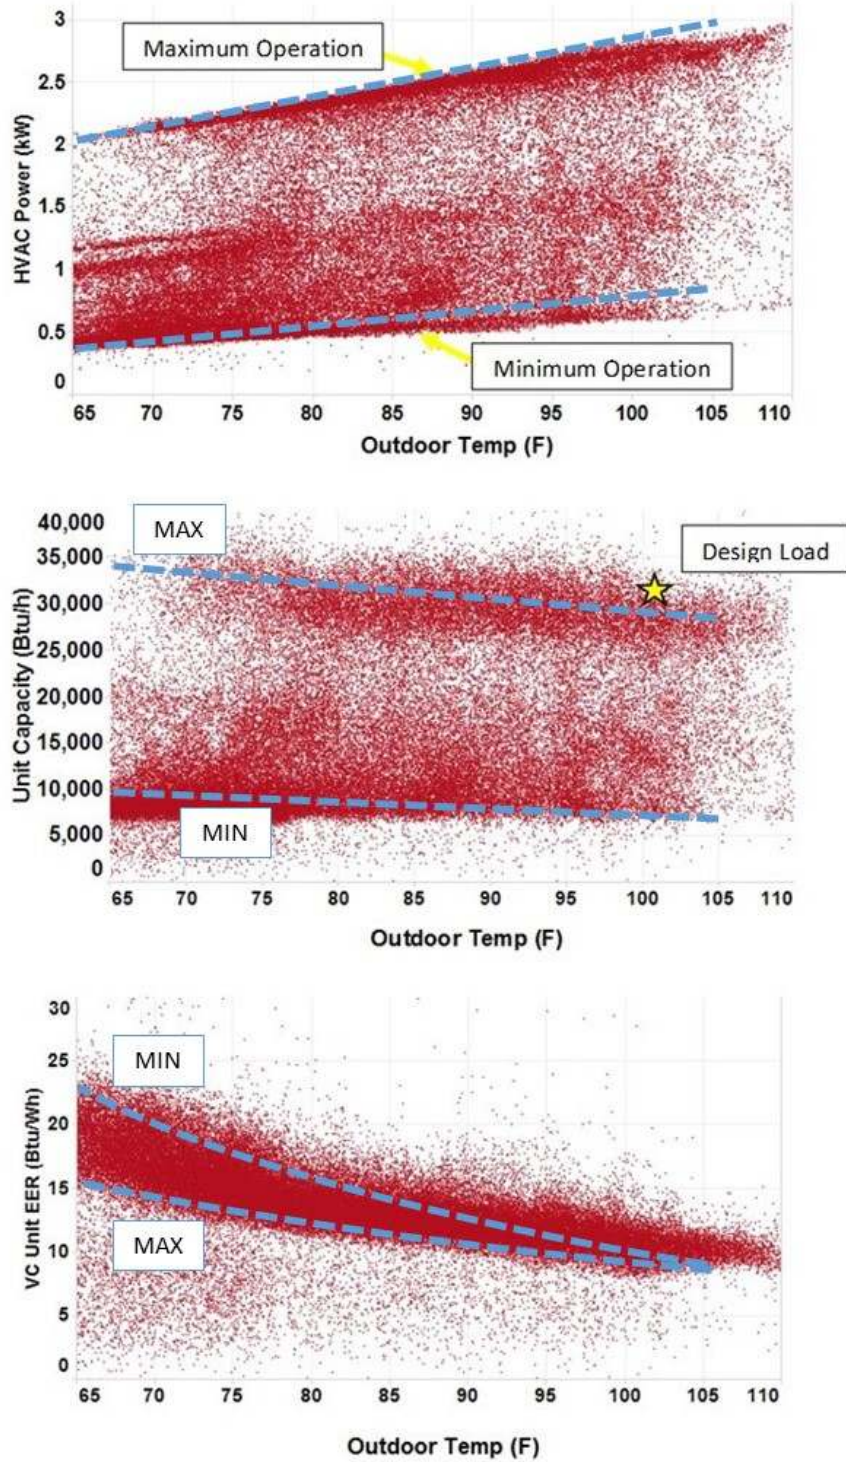 3
Maximum Operation
2.5
2
1.5
1
0.5
0
HVAC Power (kW)
Minimum Operation
65 70 75 80 85 90 95 100 105 110
Outdoor Temp (F)
40,000
MAX
35,000
Design Load
30,000
25,000
20,000
15,000
10,000
5,000
MIN
0
Unit Capacity (Btu/h)
65 70 75 80 85 90 95 100 105 110
Outdoor Temp (F)
30
MIN
25
20
15
MAX
10
5
0
VC Unit EER (Btu/Wh)
65 70 75 80 85 90 95 100 105 110
Outdoor Temp (F)